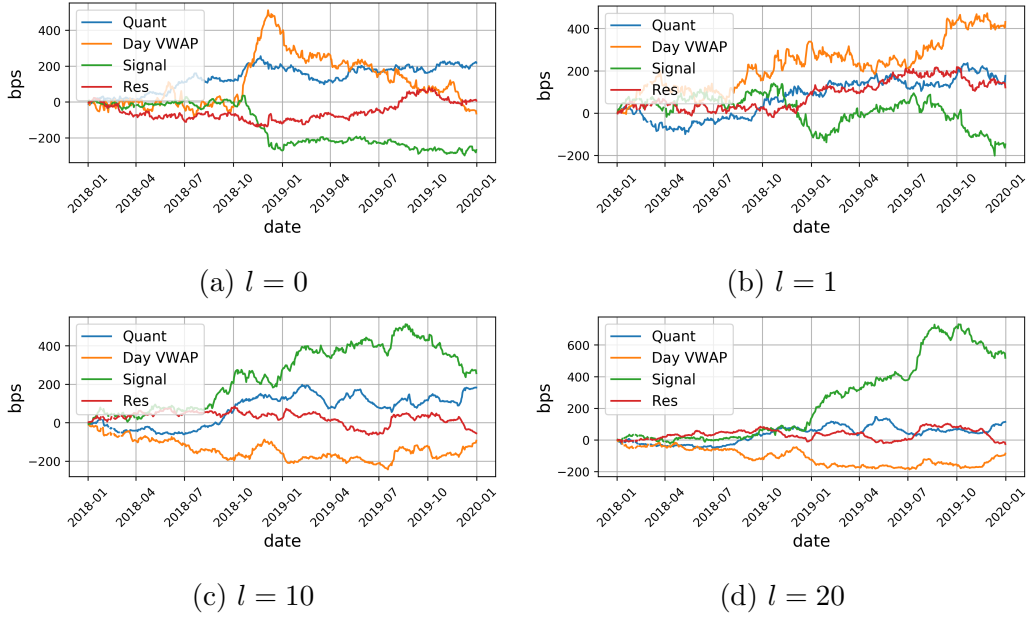 bps
400
200
0
−200
Quant
Day VWAP
Signal
Res
2018-01
2018-04
2018-07
2018-10
2019-01
2019-04
2019-07
2019-10
2020-01
date
(a) l = 0
bps
400
200
0
−200
Quant
Day VWAP
Signal
Res
2018-01
2018-04
2018-07
2018-10
2019-01
2019-04
2019-07
2019-10
2020-01
date
(b) l = 1
bps
400
200
0
−200
Quant
Day VWAP
Signal
Res
2018-01
2018-04
2018-07
2018-10
2019-01
2019-04
2019-07
2019-10
2020-01
date
(c) l = 10
bps
600
400
200
0
−200
Quant
Day VWAP
Signal
Res
2018-01
2018-04
2018-07
2018-10
2019-01
2019-04
2019-07
2019-10
2020-01
date
(d) l = 20